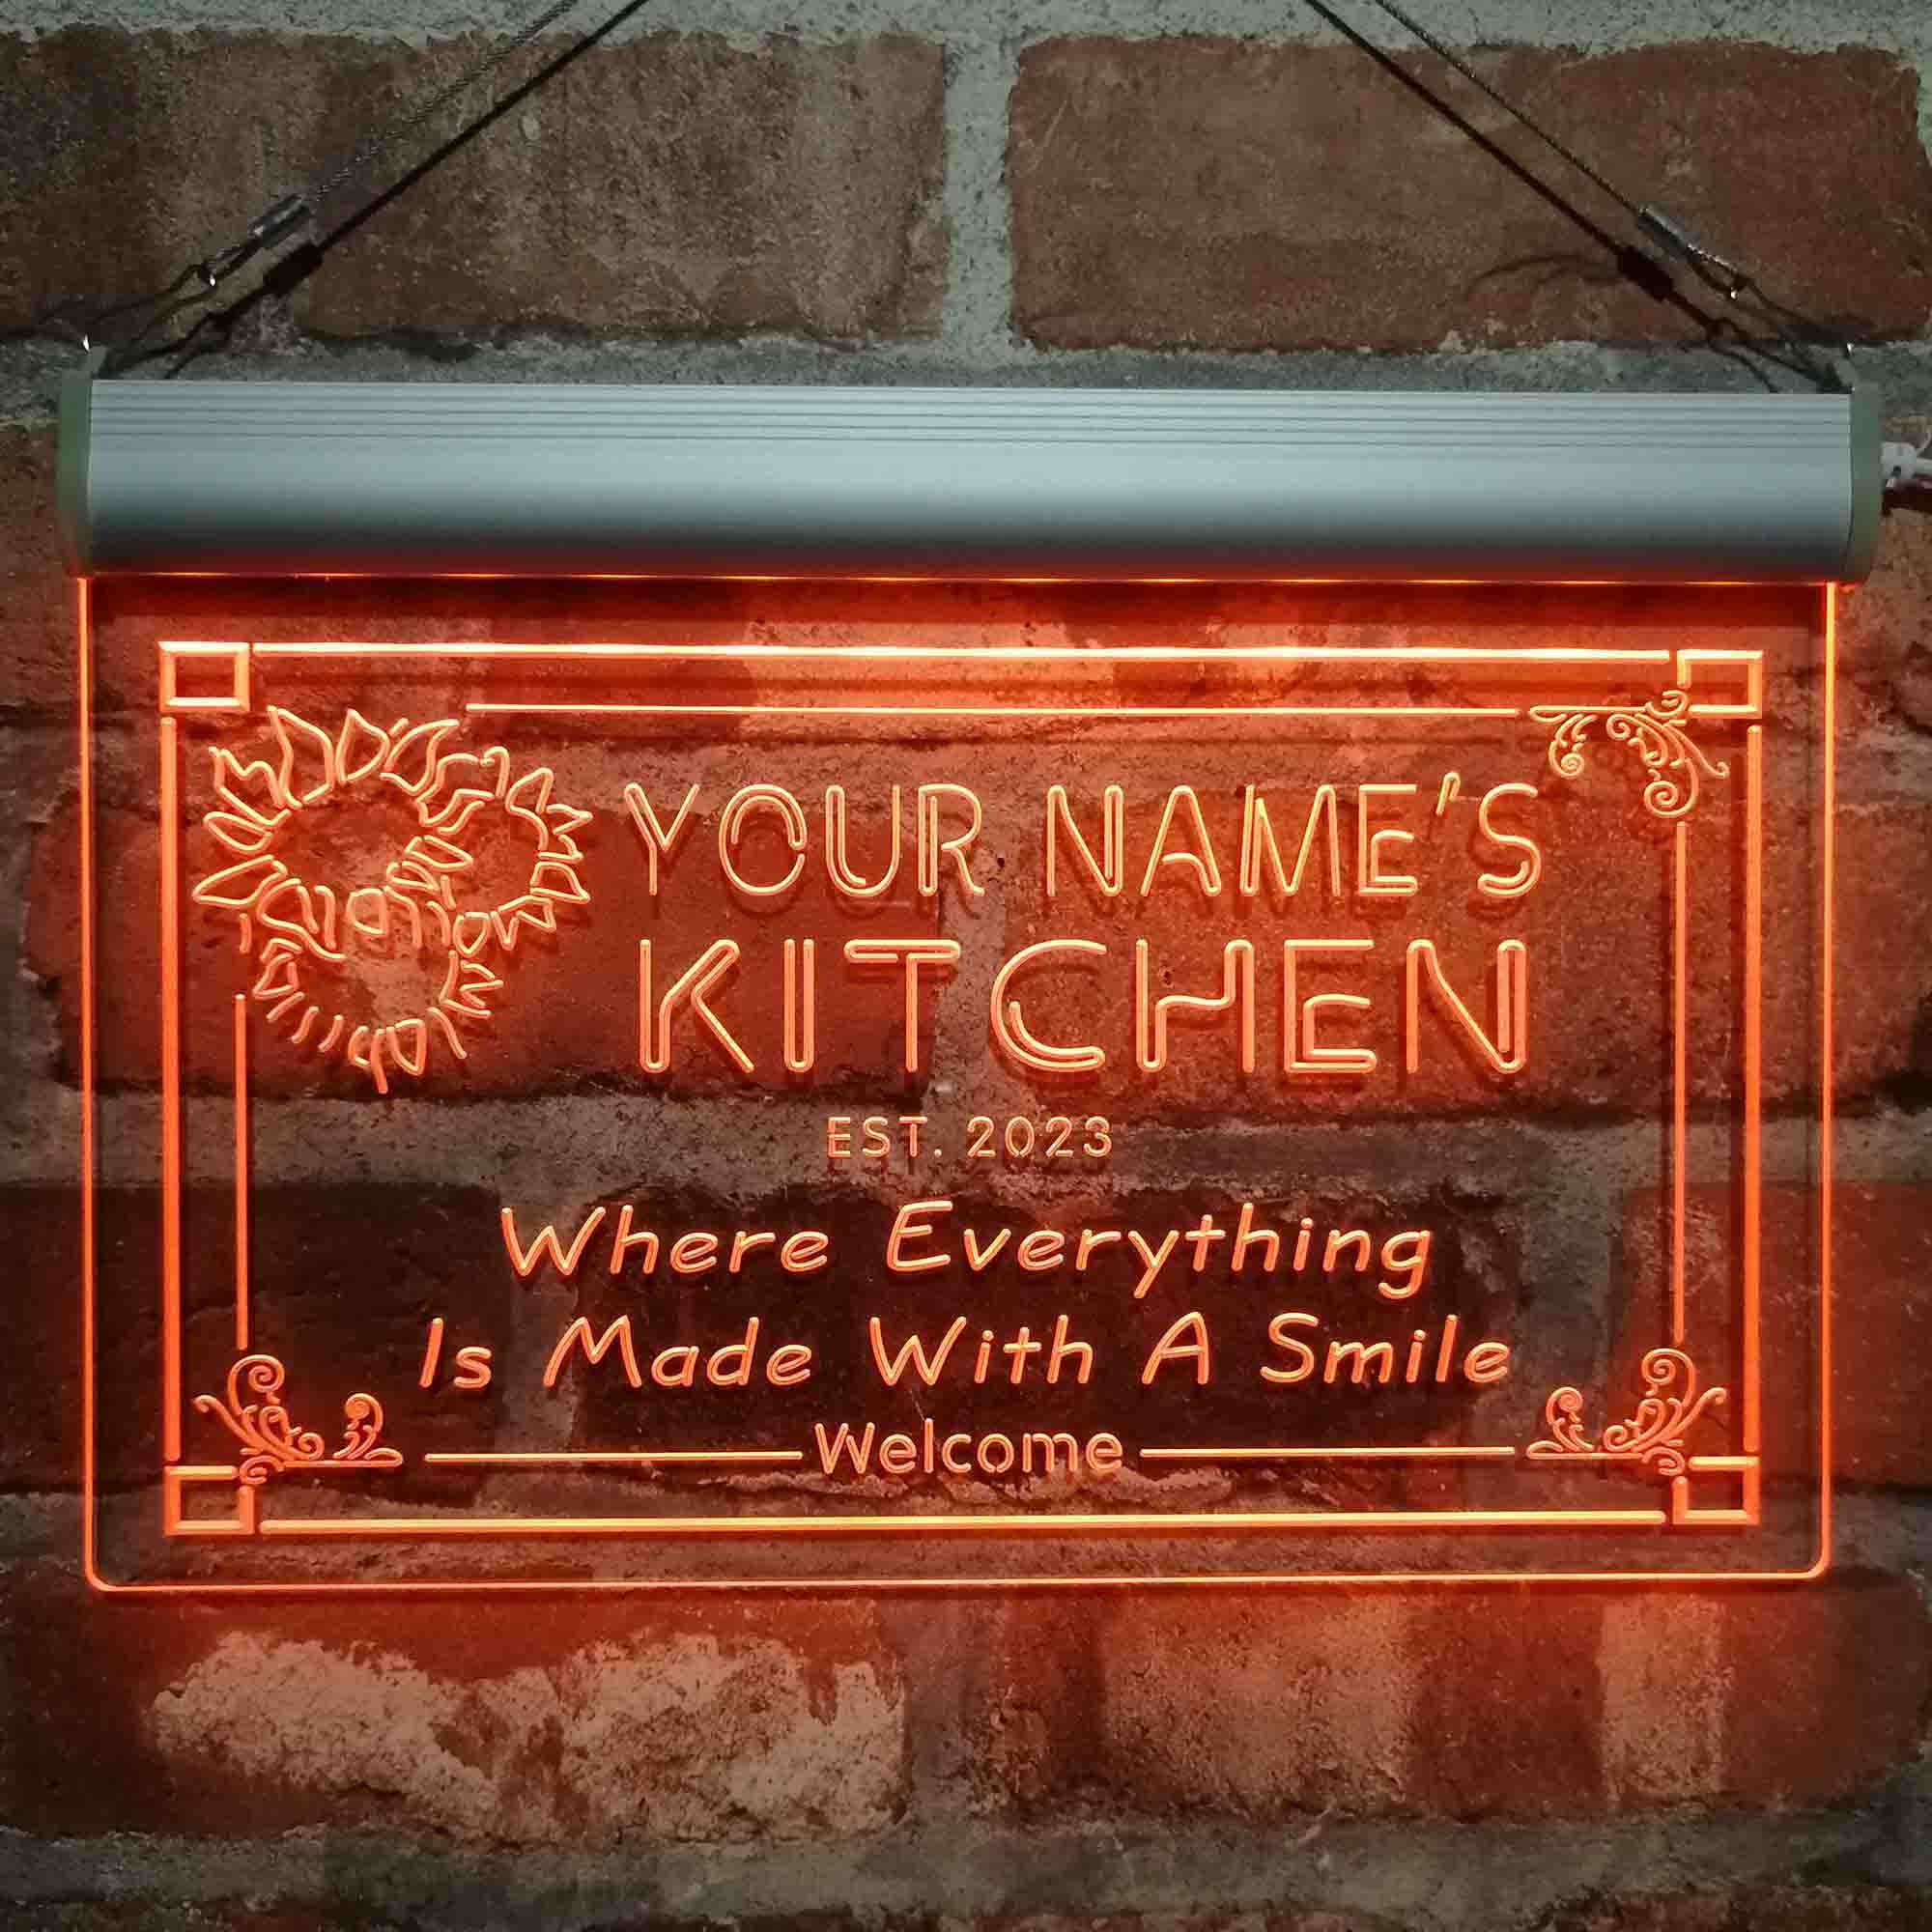 YOUR NAME'S
KITCHEN
EST. 2023
Where Everything
Is Made With A Smile
Welcome